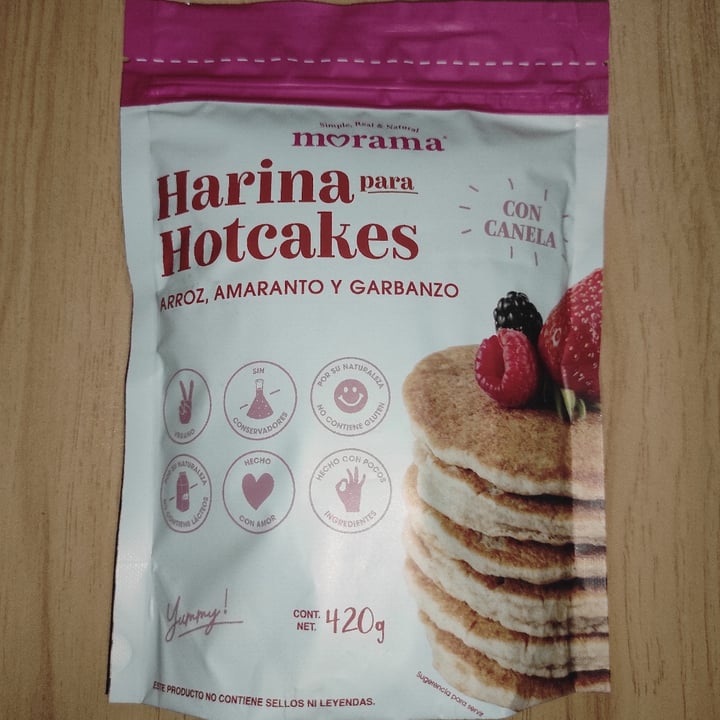 Simple, Real & Natural
morama
Harina para
Hotcakes
CON
CANELA
ARROZ, AMARANTO Y GARBANZO
VEGANO
SIN
CONSERVADORES
POR SU NATURALEZA
NO CONTIENE GLUTEN
POR SU NATURALEZA
NO CONTIENE LÁCTEOS
HECHO
CON AMOR
HECHO CON POCOS
INGREDIENTES
Yummy!
CONT.
NET. 420g
ESTE PRODUCTO NO CONTIENE SELLOS NI LEYENDAS.
Sugerencia para servir